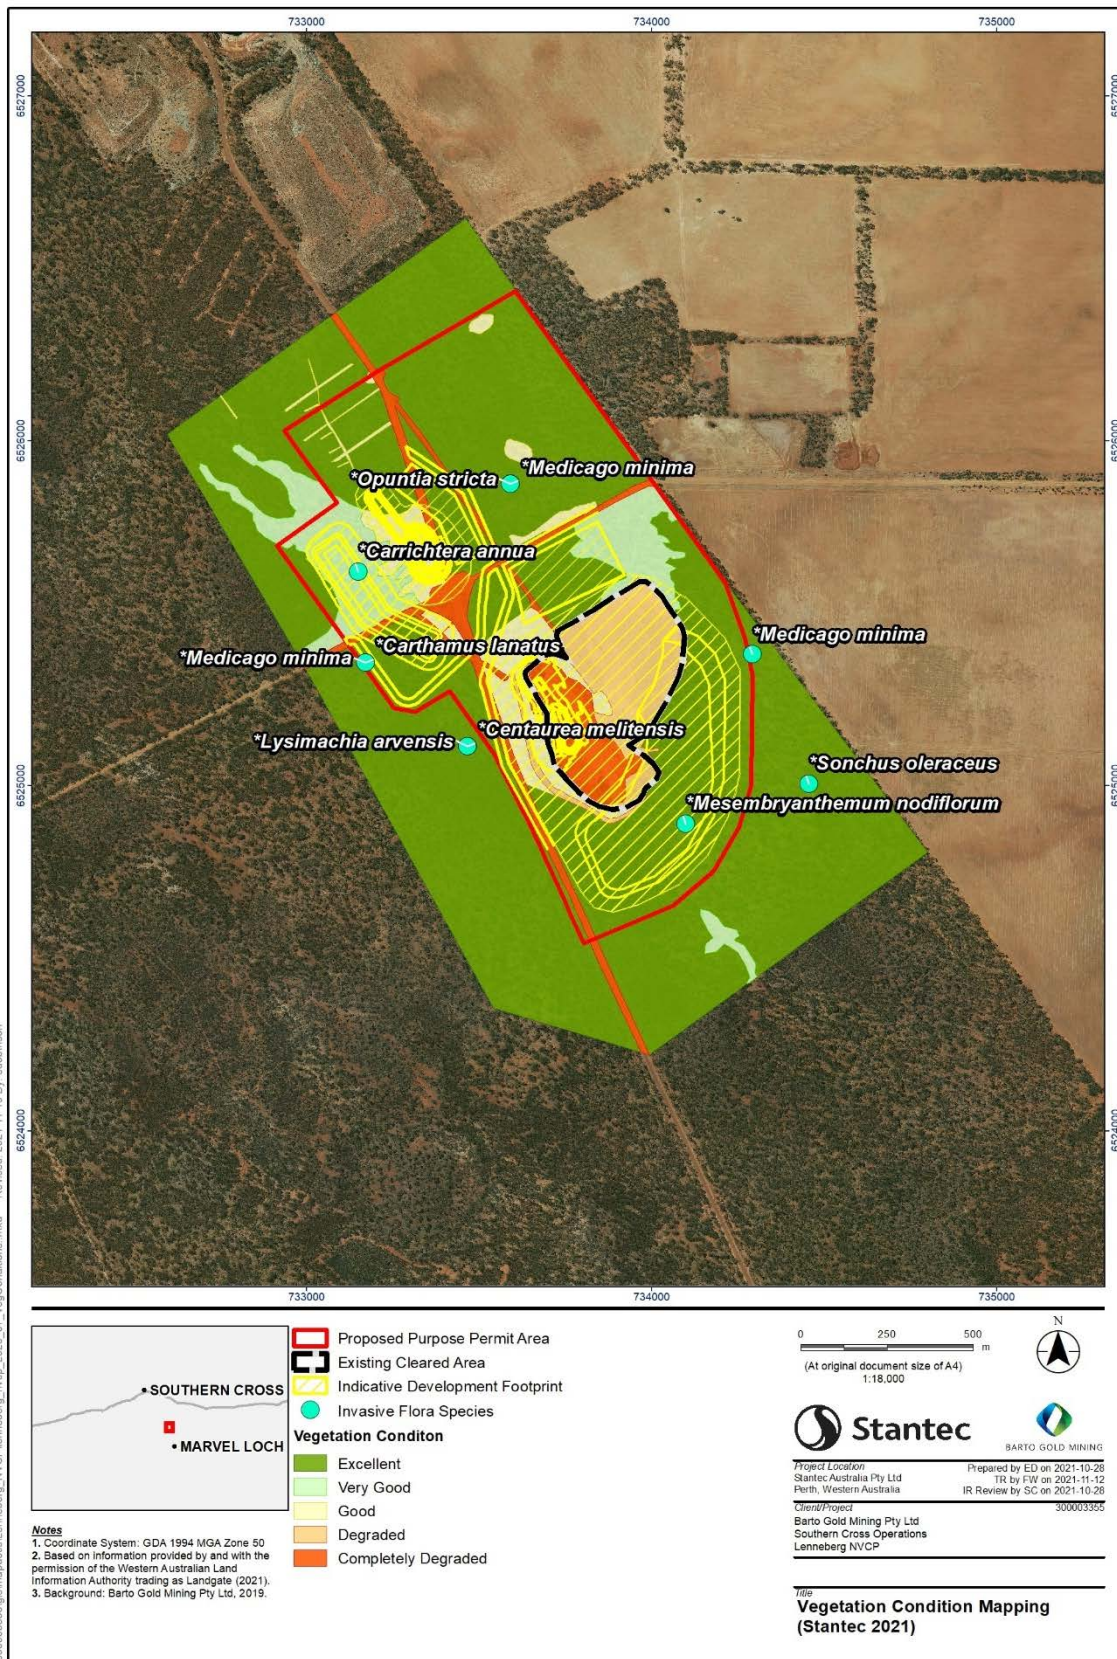 733000 734000 735000
6527000 6527000
6526000 6526000
*Opuntia stricta *Medicago minima
*Carrichtera annua
*Medicago minima *Carthamus lanatus *Medicago minima
*Lysimachia arvensis *Centaurea melitensis
*Sonchus oleraceus
6525000 6525000
*Mesembryanthemum nodiflorum
6524000 6524000
733000 734000 735000
SOUTHERN CROSS
MARVEL LOCH
Notes
1. Coordinate System: GDA 1994 MGA Zone 50
2. Based on information provided by and with the
permission of the Western Australian Land
Information Authority trading as Landgate (2021).
3. Background: Barto Gold Mining Pty Ltd, 2019.
Proposed Purpose Permit Area
Existing Cleared Area
Indicative Development Footprint
Invasive Flora Species
Vegetation Conditon
Excellent
Very Good
Good
Degraded
Completely Degraded
0 250 500
m
(At original document size of A4)
1:18,000
N
Stantec
BARTO GOLD MINING
Project Location
Stantec Australia Pty Ltd
Perth, Western Australia
Prepared by ED on 2021-10-28
TR by FW on 2021-11-12
IR Review by SC on 2021-10-28
Client/Project 300003355
Barto Gold Mining Pty Ltd
Southern Cross Operations
Lenneberg NVCP
Title
Vegetation Condition Mapping
(Stantec 2021)